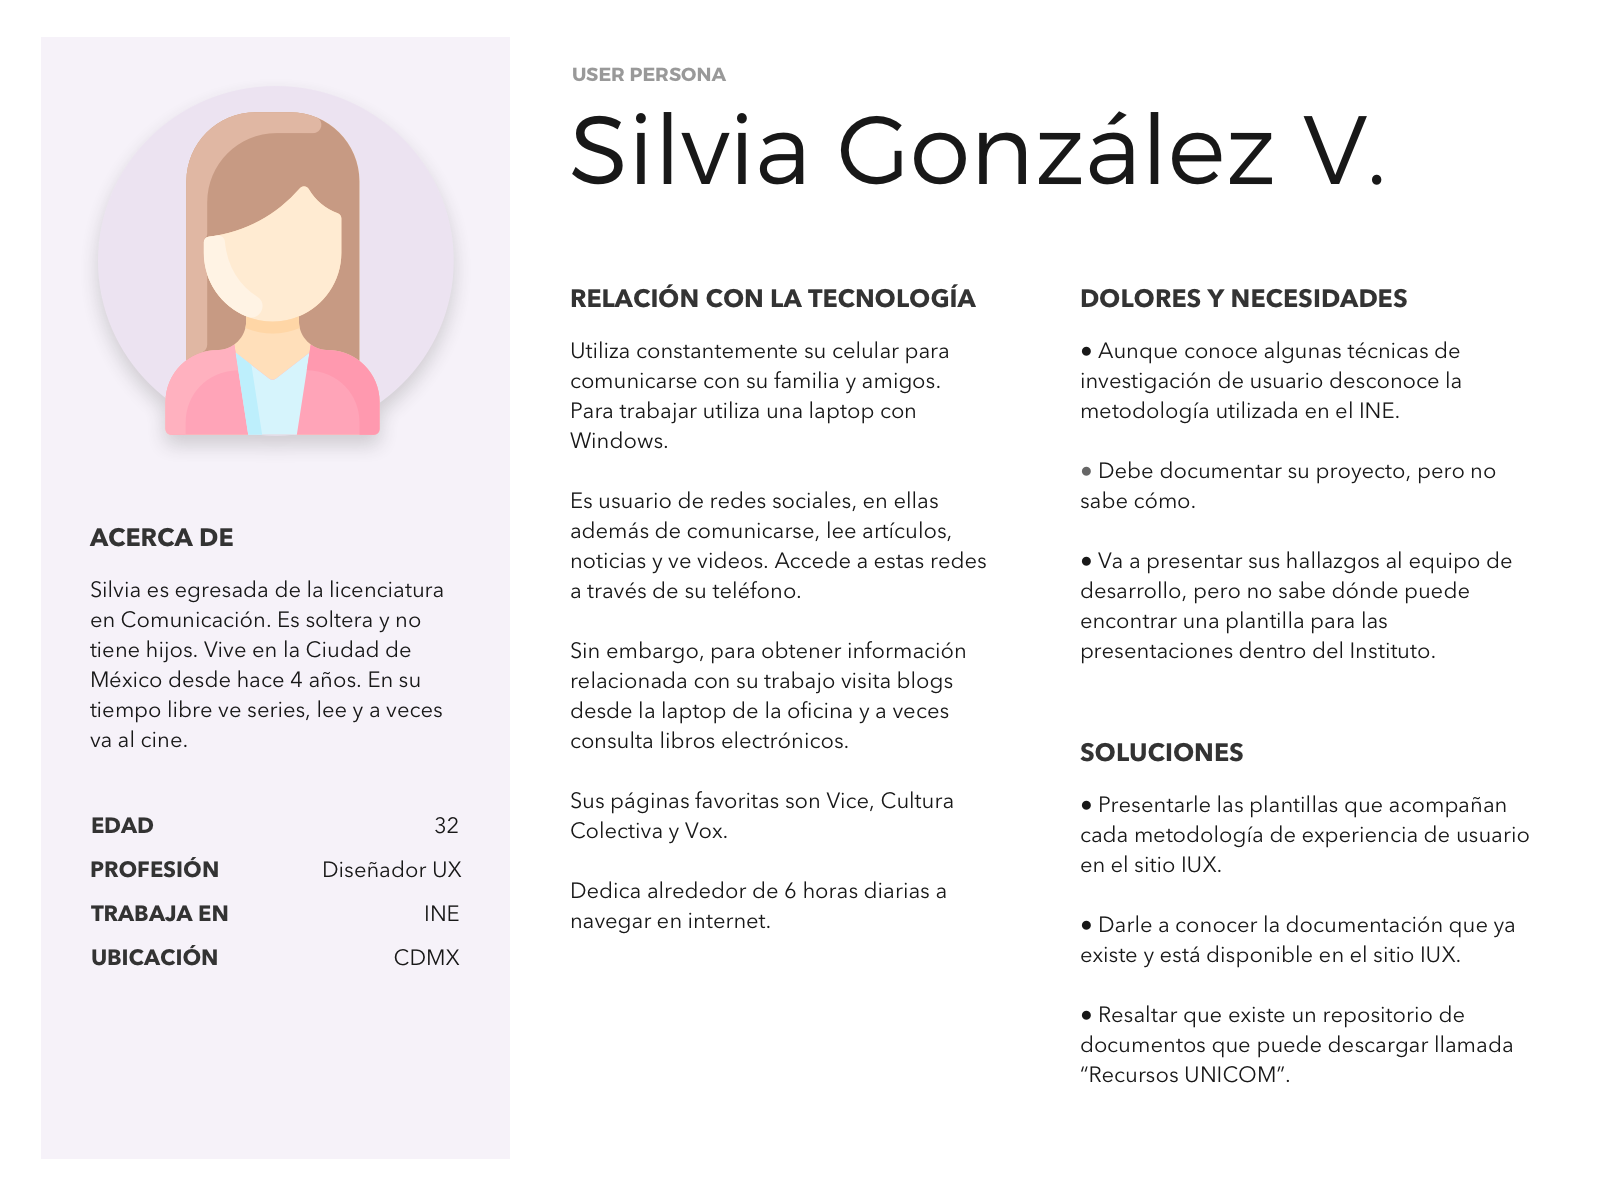 USER PERSONA
Silvia González V.
ACERCA DE
Silvia es egresada de la licenciatura
en Comunicación. Es soltera y no
tiene hijos. Vive en la Ciudad de
México desde hace 4 años. En su
tiempo libre ve series, lee y a veces
va al cine.
EDAD 32
PROFESIÓN Diseñador UX
TRABAJA EN INE
UBICACIÓN CDMX
RELACIÓN CON LA TECNOLOGÍA
Utiliza constantemente su celular para
comunicarse con su familia y amigos.
Para trabajar utiliza una laptop con
Windows.
Es usuario de redes sociales, en ellas
además de comunicarse, lee artículos,
noticias y ve videos. Accede a estas redes
a través de su teléfono.
Sin embargo, para obtener información
relacionada con su trabajo visita blogs
desde la laptop de la oficina y a veces
consulta libros electrónicos.
Sus páginas favoritas son Vice, Cultura
Colectiva y Vox.
Dedica alrededor de 6 horas diarias a
navegar en internet.
DOLORES Y NECESIDADES
● Aunque conoce algunas técnicas de
investigación de usuario desconoce la
metodología utilizada en el INE.
● Debe documentar su proyecto, pero no
sabe cómo.
● Va a presentar sus hallazgos al equipo de
desarrollo, pero no sabe dónde puede
encontrar una plantilla para las
presentaciones dentro del Instituto.
SOLUCIONES
● Presentarle las plantillas que acompañan
cada metodología de experiencia de usuario
en el sitio IUX.
● Darle a conocer la documentación que ya
existe y está disponible en el sitio IUX.
● Resaltar que existe un repositorio de
documentos que puede descargar llamada
“Recursos UNICOM”.